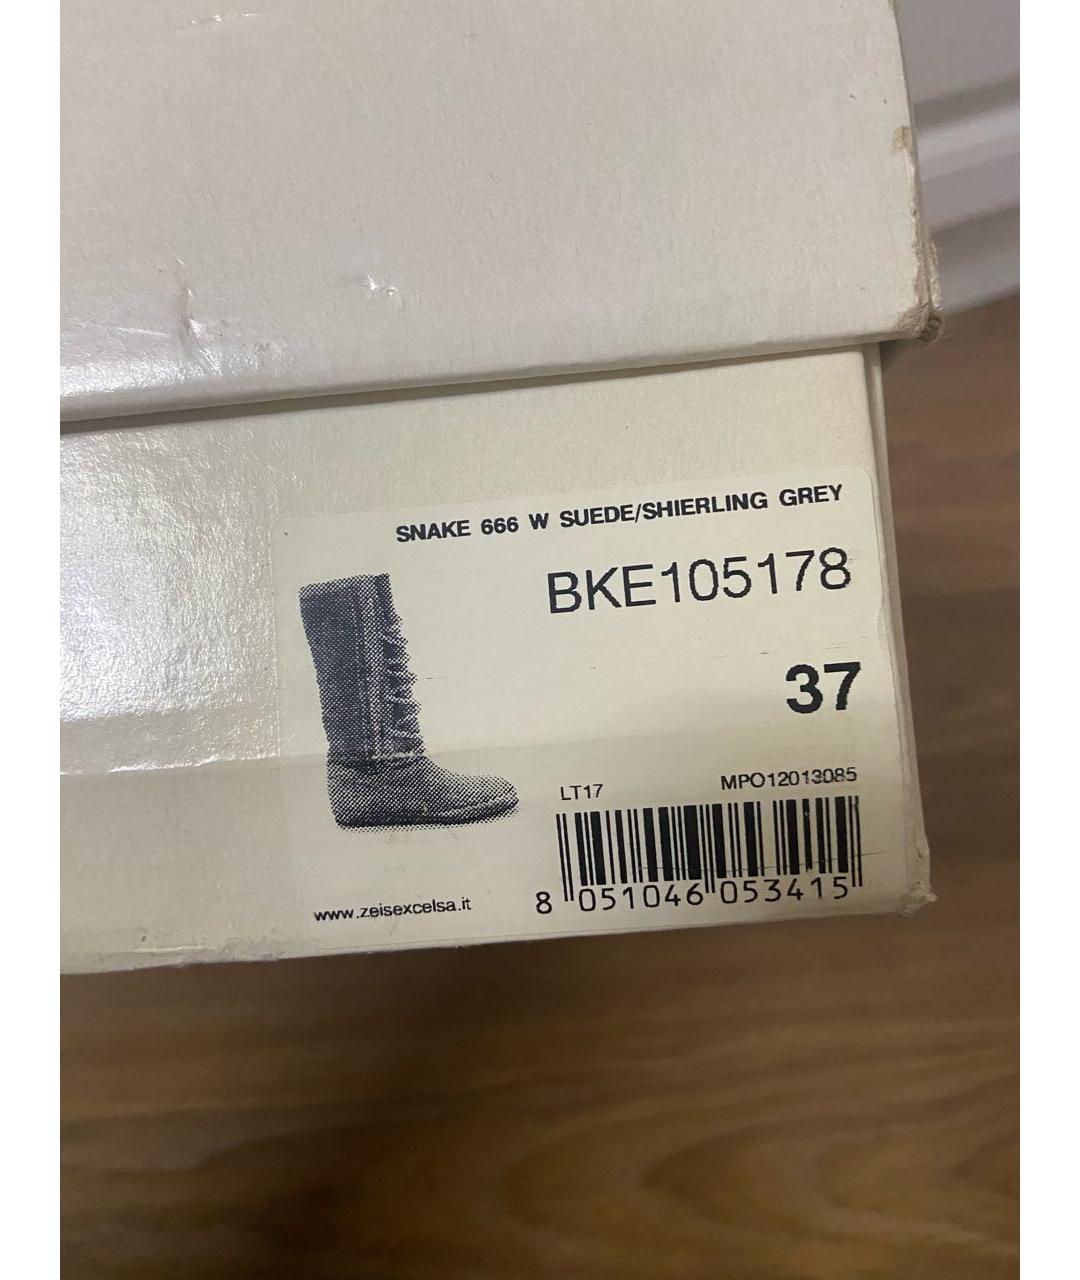 SNAKE 666 W SUEDE/SHIERLING GREY
BKE105178
37
LT17 MPO12013085
8 051046 053415
www.zeisexcelsa.it